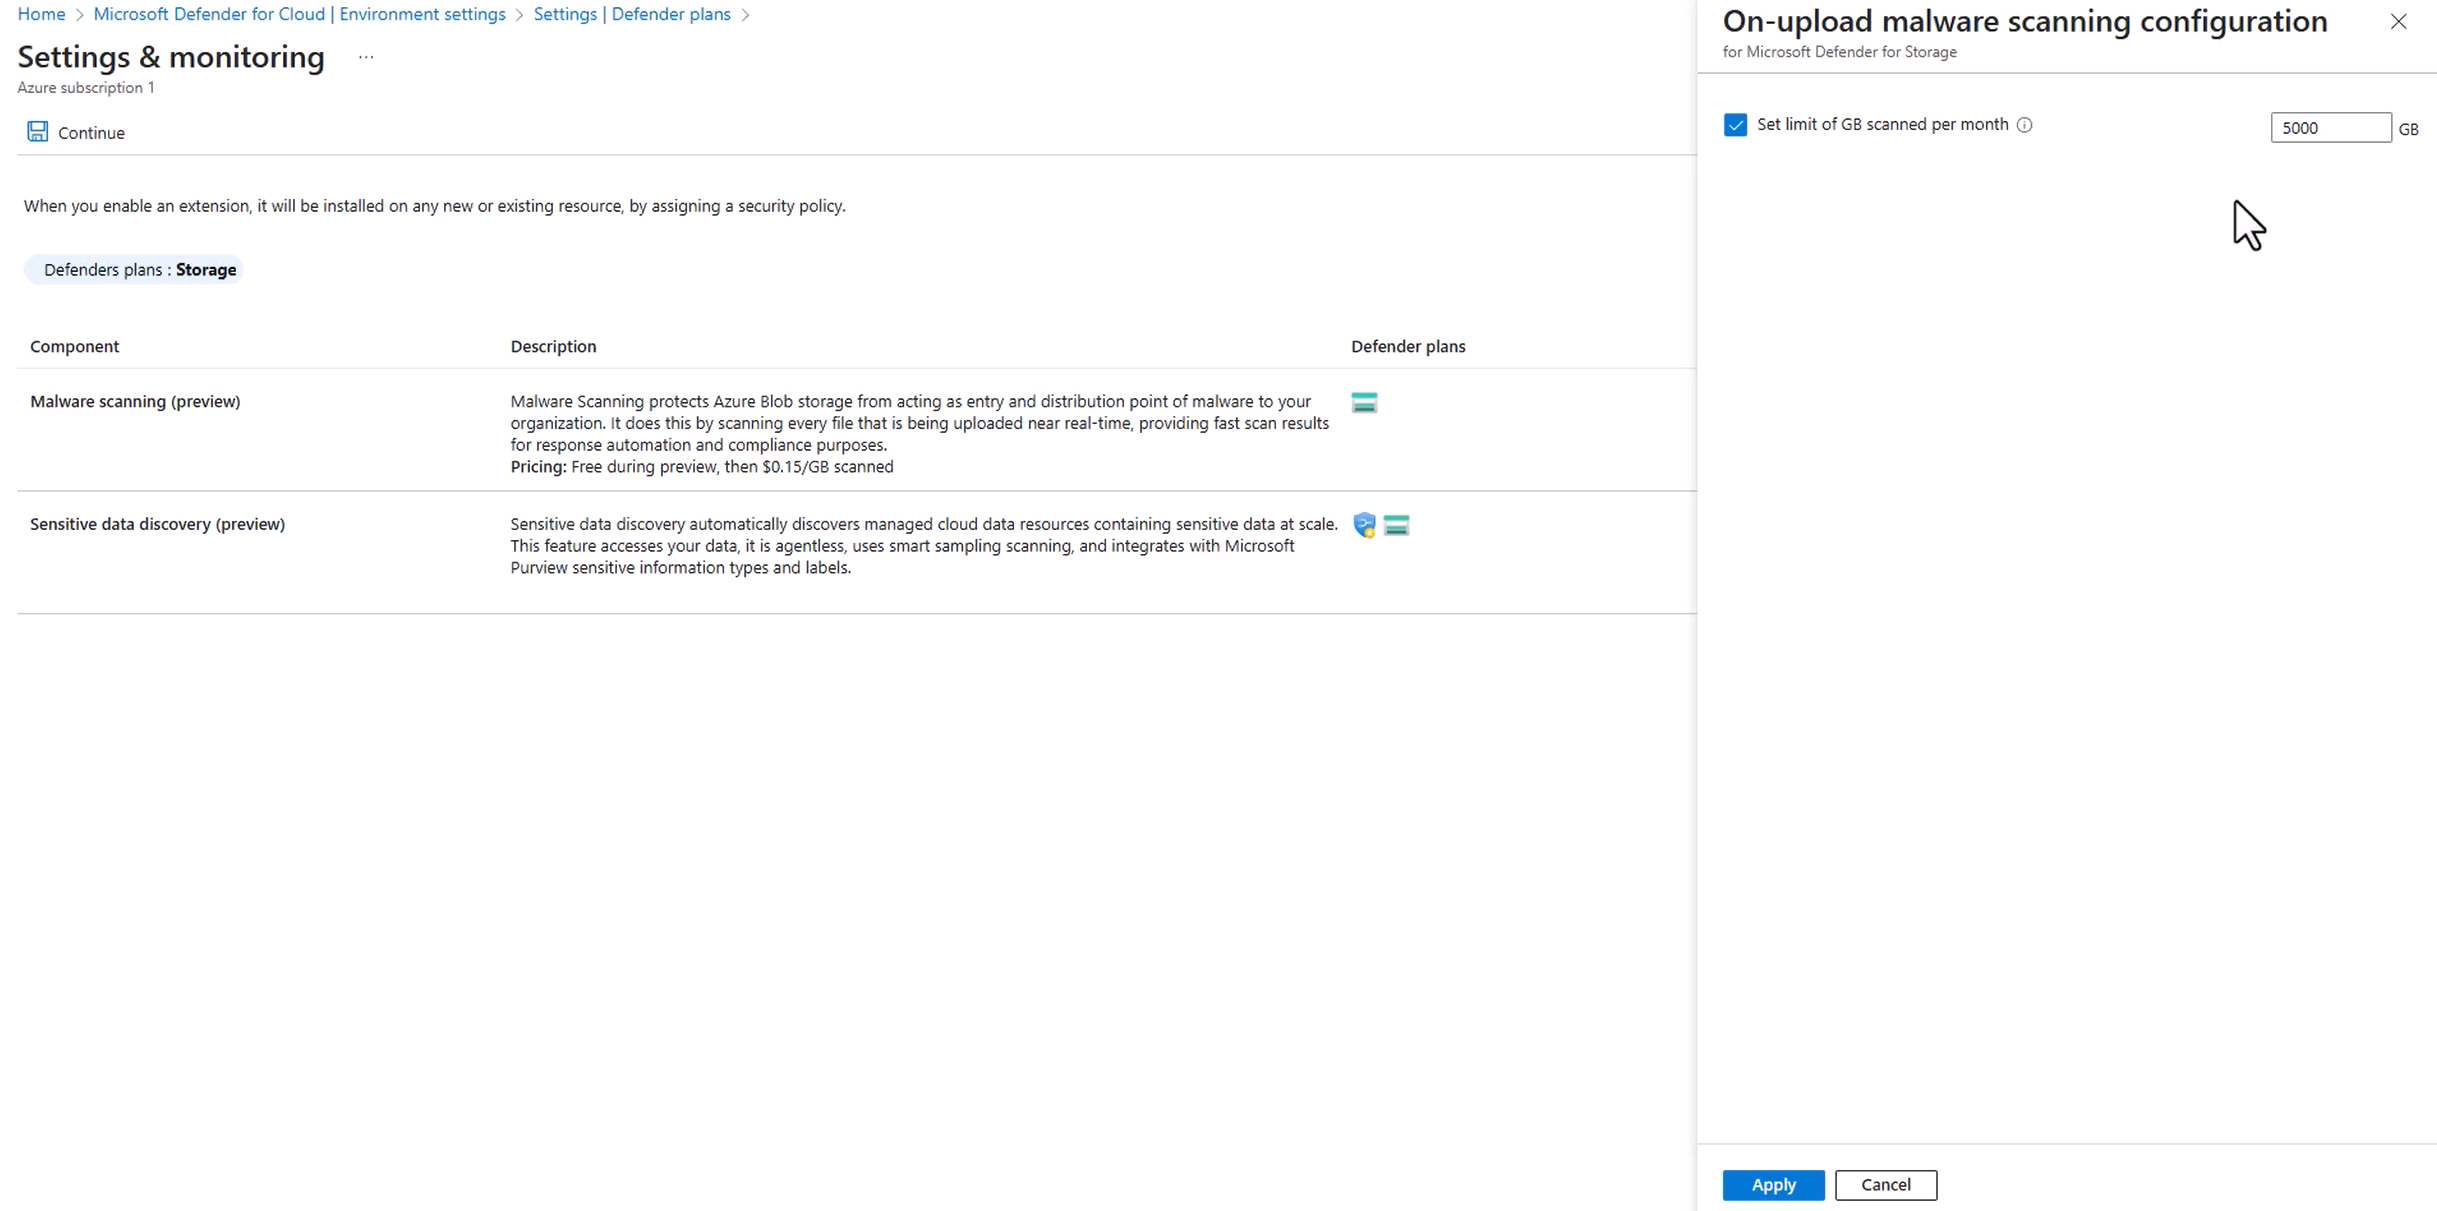 Home > Microsoft Defender for Cloud | Environment settings > Settings | Defender plans >
Settings & monitoring ...
Azure subscription 1
Continue
When you enable an extension, it will be installed on any new or existing resource, by assigning a security policy.
Defenders plans : Storage
Component Description Defender plans
Malware scanning (preview)
Malware Scanning protects Azure Blob storage from acting as entry and distribution point of malware to your
organization. It does this by scanning every file that is being uploaded near real-time, providing fast scan results
for response automation and compliance purposes.
Pricing: Free during preview, then $0.15/GB scanned
Sensitive data discovery (preview)
Sensitive data discovery automatically discovers managed cloud data resources containing sensitive data at scale.
This feature accesses your data, it is agentless, uses smart sampling scanning, and integrates with Microsoft
Purview sensitive information types and labels.
On-upload malware scanning configuration
for Microsoft Defender for Storage
Set limit of GB scanned per month 5000 GB
Apply Cancel